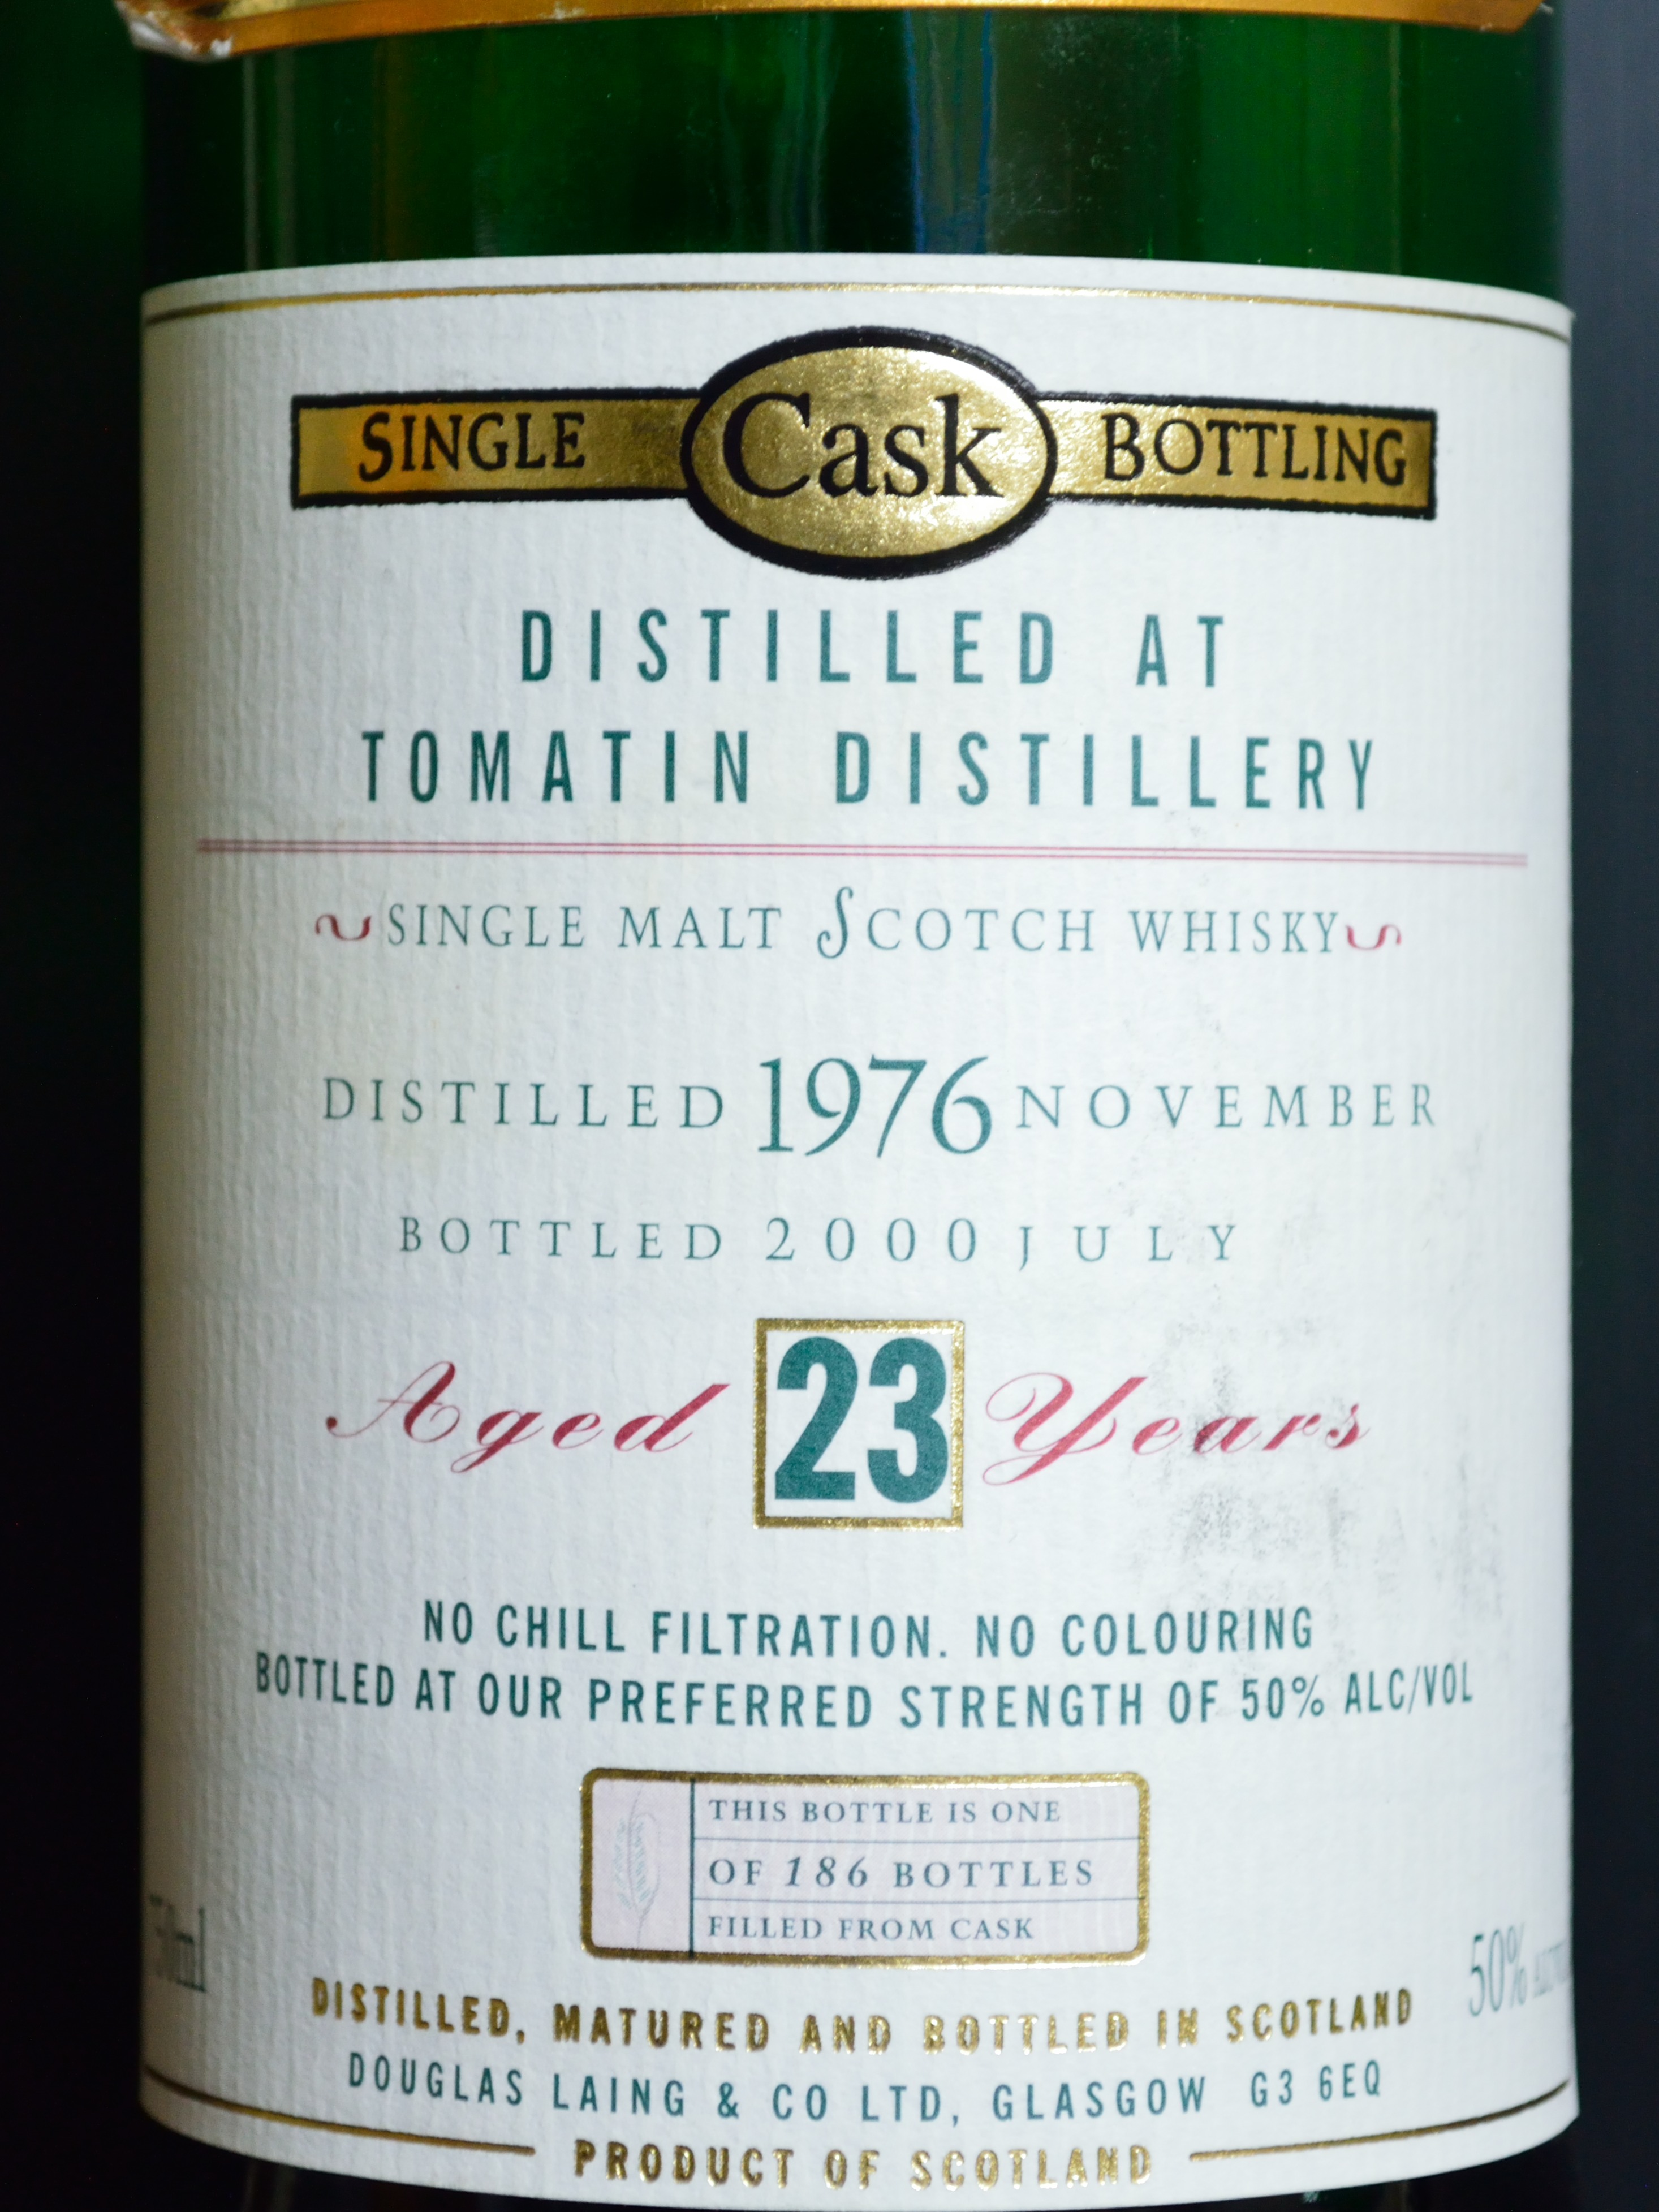 SINGLE Cask BOTTLING
DISTILLED AT
TOMATIN DISTILLERY
SINGLE MALT SCOTCH WHISKY
DISTILLED 1976 NOVEMBER
BOTTLED 2000 JULY
Aged 23 Years
NO CHILL FILTRATION. NO COLOURING
BOTTLED AT OUR PREFERRED STRENGTH OF 50% ALC/VOL
THIS BOTTLE IS ONE
OF 186 BOTTLES
FILLED FROM CASK
50%
DISTILLED, MATURED AND BOTTLED IN SCOTLAND
DOUGLAS LAING & CO LTD, GLASGOW G3 6EQ
PRODUCT OF SCOTLAND